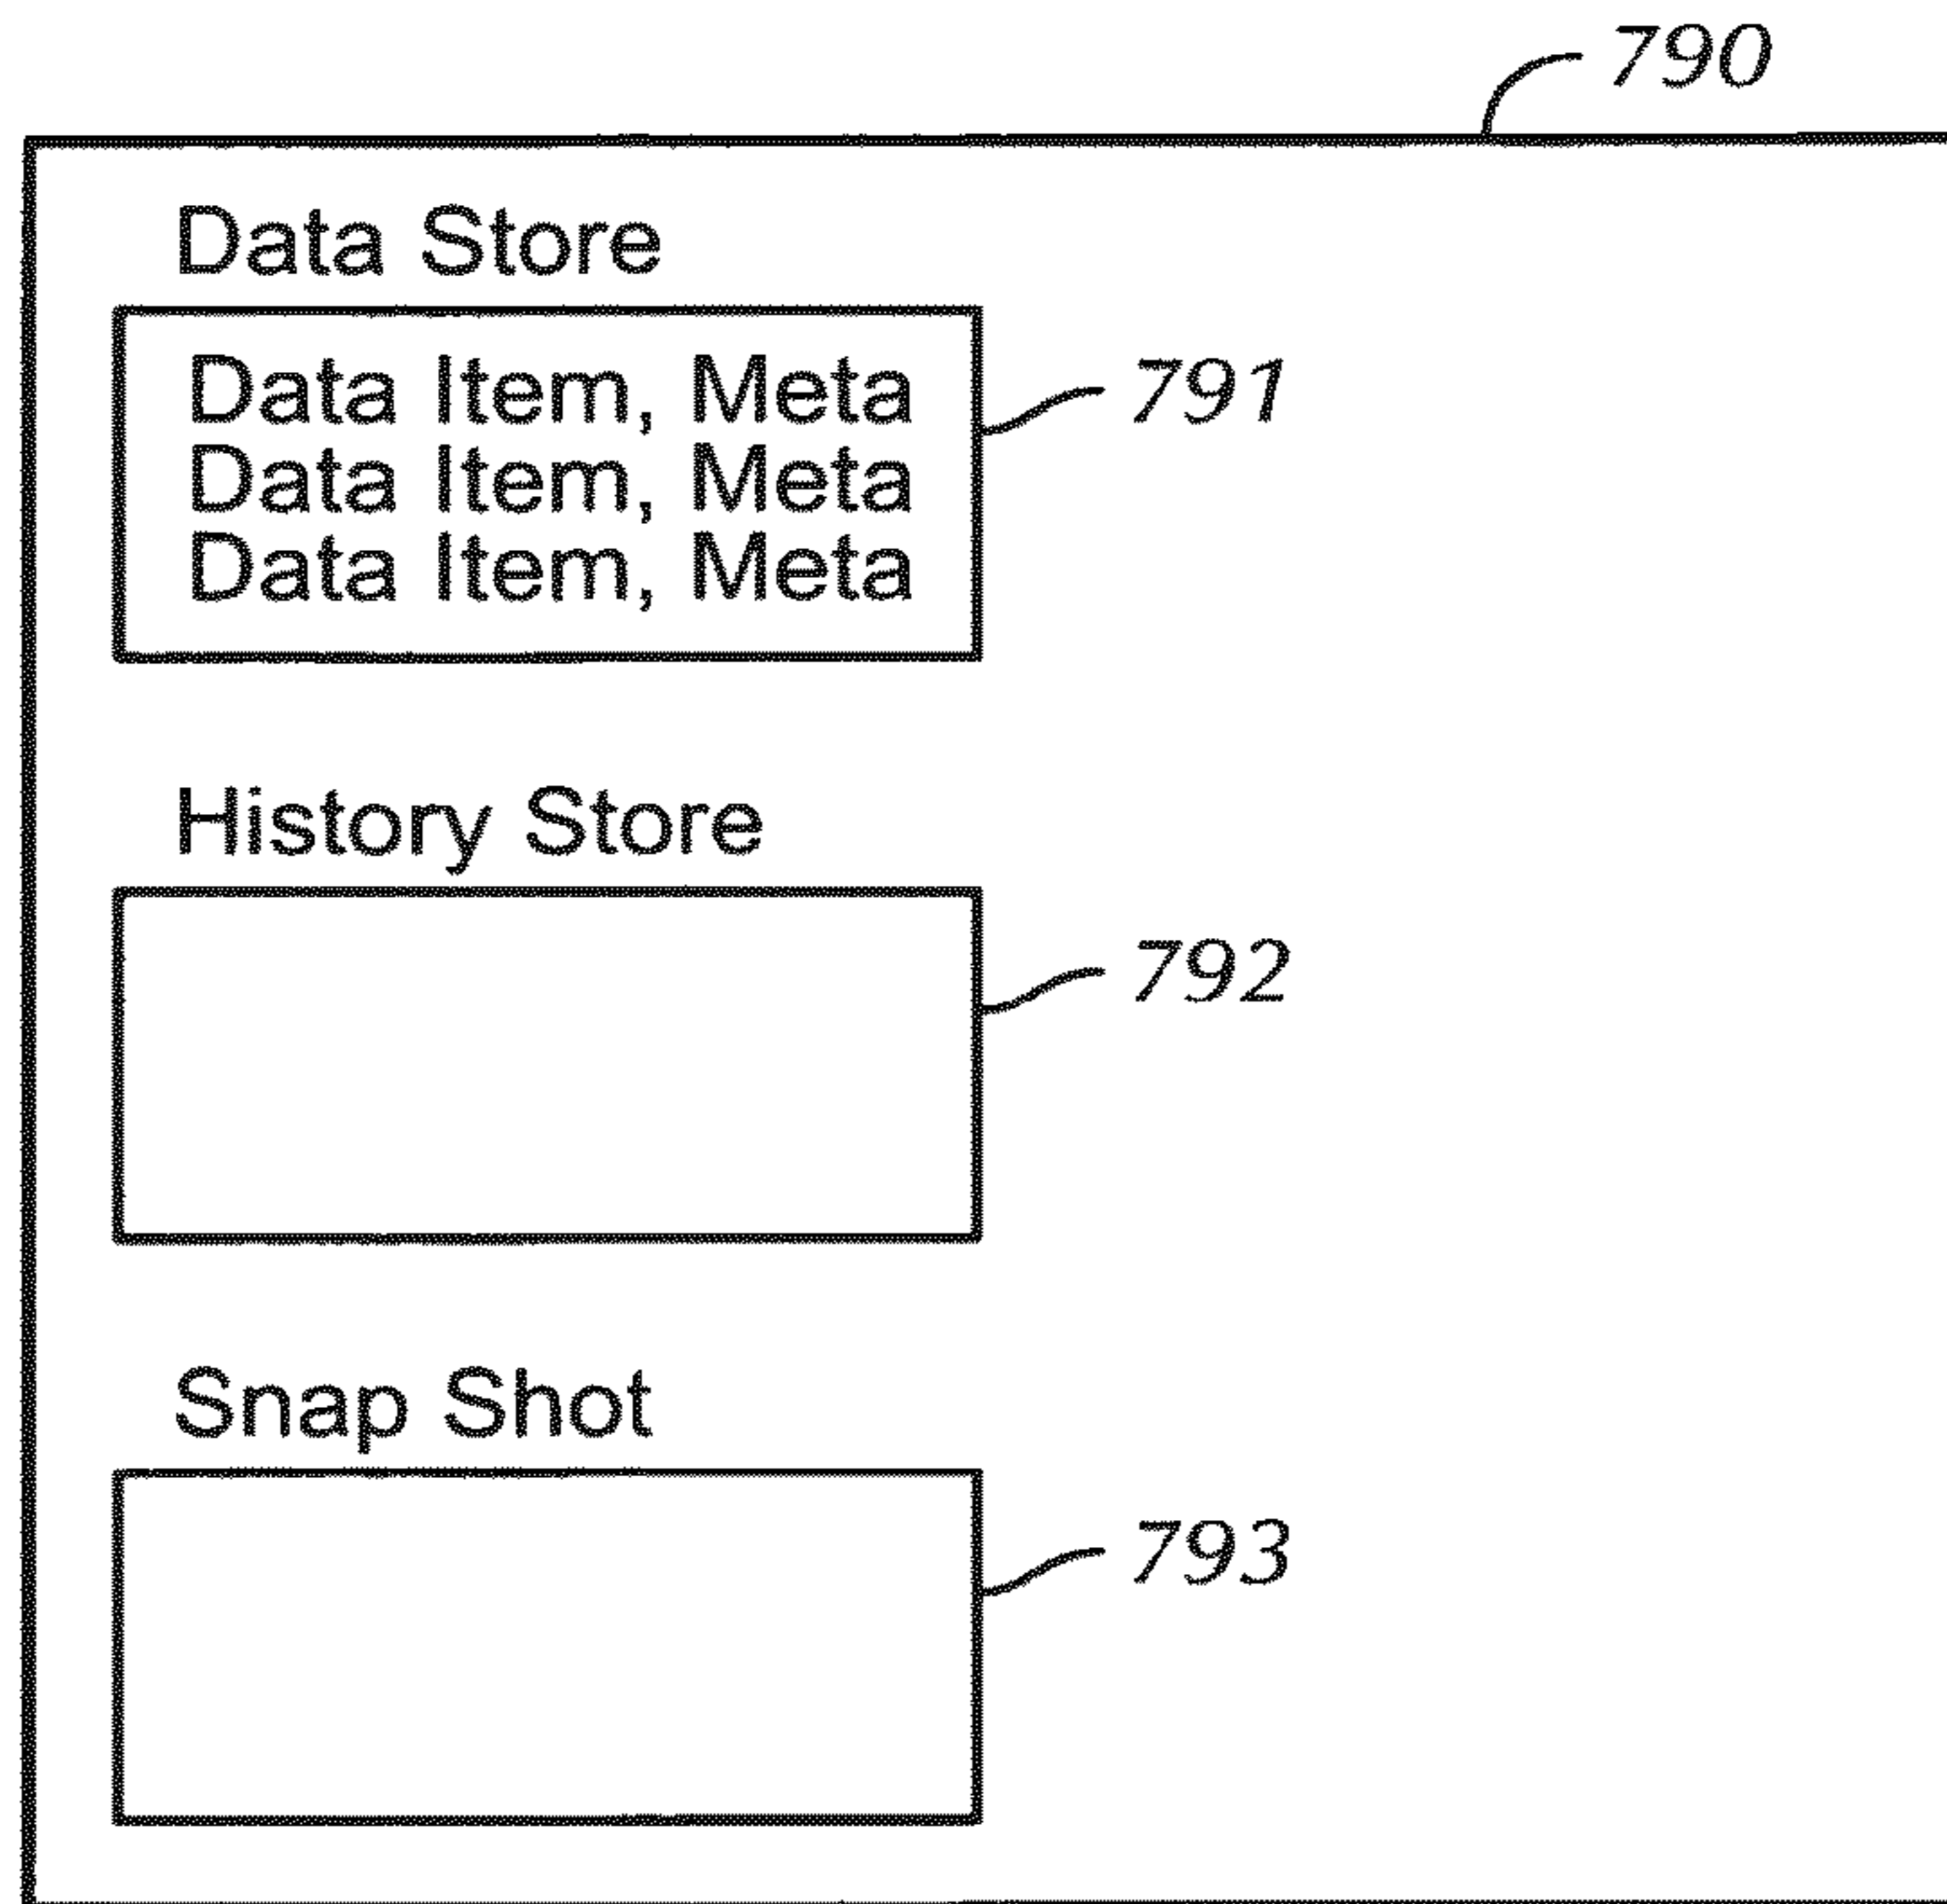 790
Data Store
Data Item, Meta
791
Data Item, Meta
Data Item, Meta
History Store
792
Snap Shot
793